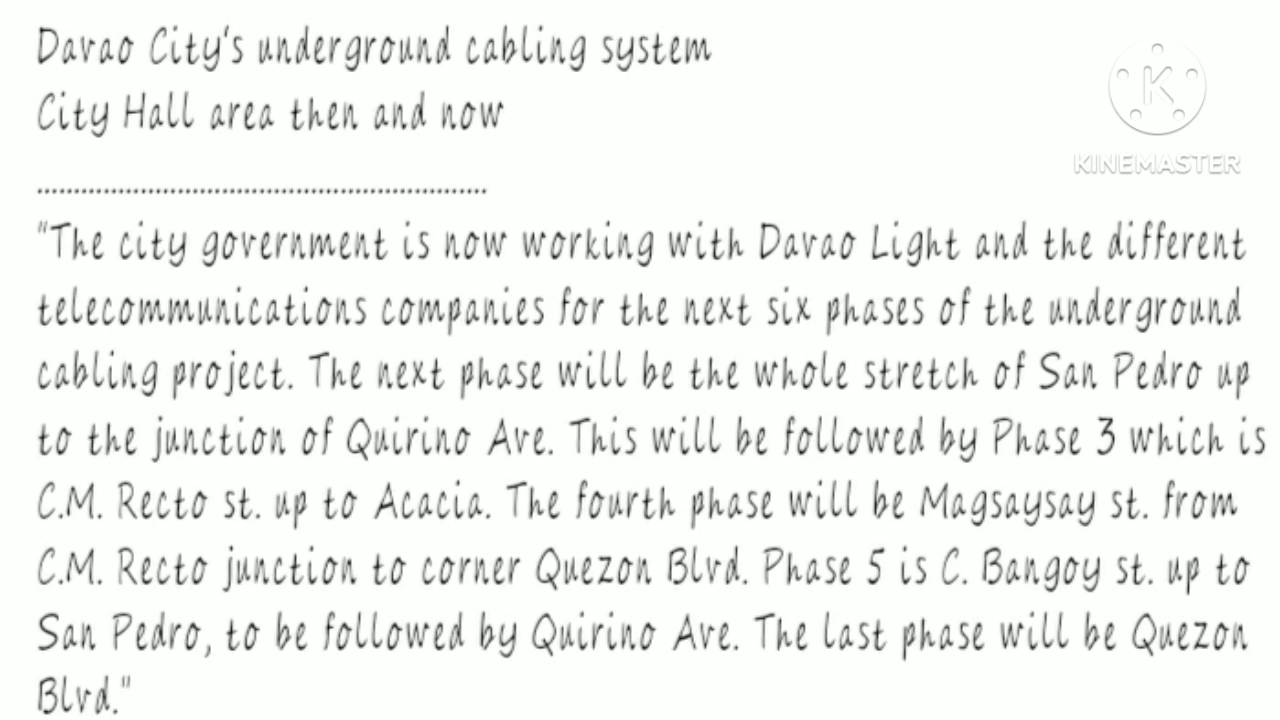 Davao City's underground cabling system
City Hall area then and now
............................................................
"The city government is now working with Davao Light and the different
telecommunications companies for the next six phases of the underground
cabling project. The next phase will be the whole stretch of San Pedro up
to the junction of Quirino Ave. This will be followed by Phase 3 which is
C.M. Recto st. up to Acacia. The fourth phase will be Magsaysay st. from
C.M. Recto junction to corner Quezon Blvd. Phase 5 is C. Bangoy st. up to
San Pedro, to be followed by Quirino Ave. The last phase will be Quezon
Blvd."
K
KINEMASTER